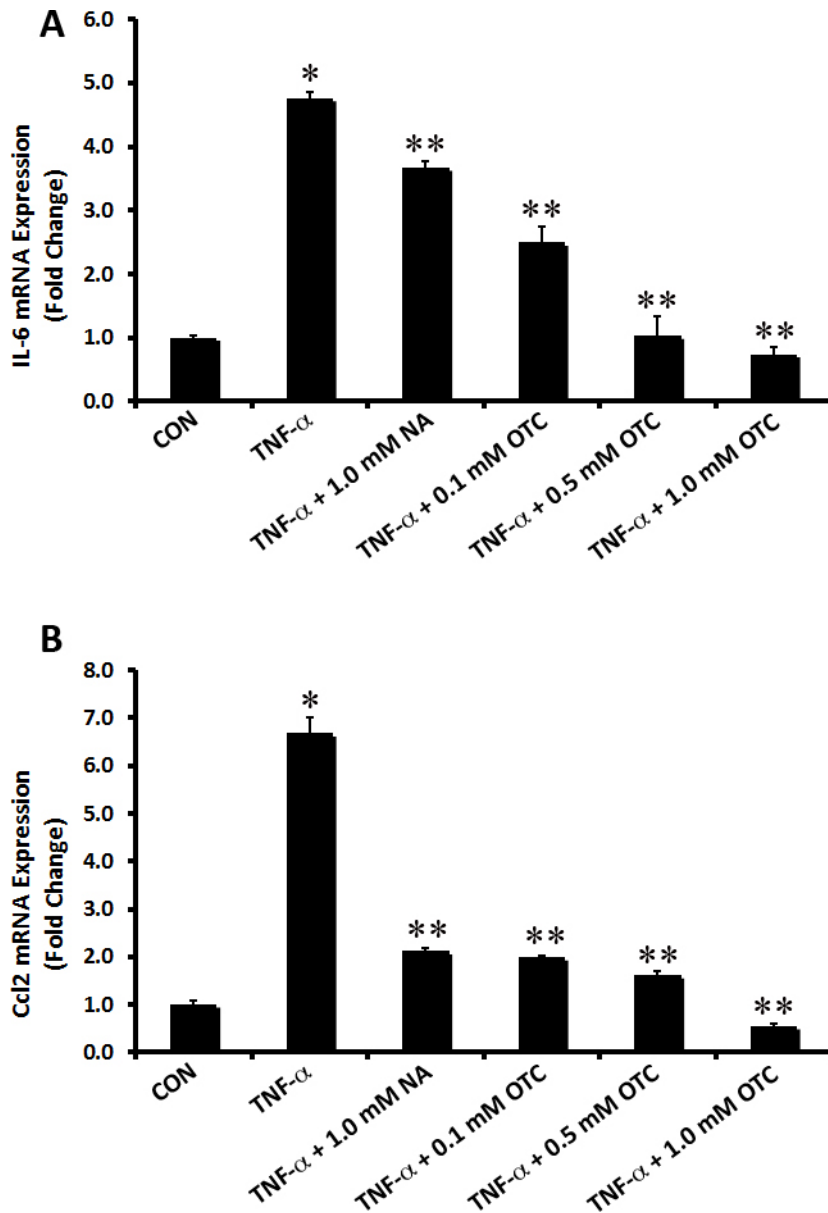 A
6.0
5.0
4.0
3.0
2.0
1.0
0.0
IL-6 mRNA Expression
(Fold Change)
*
**
**
**
**
CON
TNF-α
TNF-α + 1.0 mM NA
TNF-α + 0.1 mM OTC
TNF-α + 0.5 mM OTC
TNF-α + 1.0 mM OTC
B
8.0
7.0
6.0
5.0
4.0
3.0
2.0
1.0
0.0
Ccl2 mRNA Expression
(Fold Change)
*
**
**
**
**
CON
TNF-α
TNF-α + 1.0 mM NA
TNF-α + 0.1 mM OTC
TNF-α + 0.5 mM OTC
TNF-α + 1.0 mM OTC